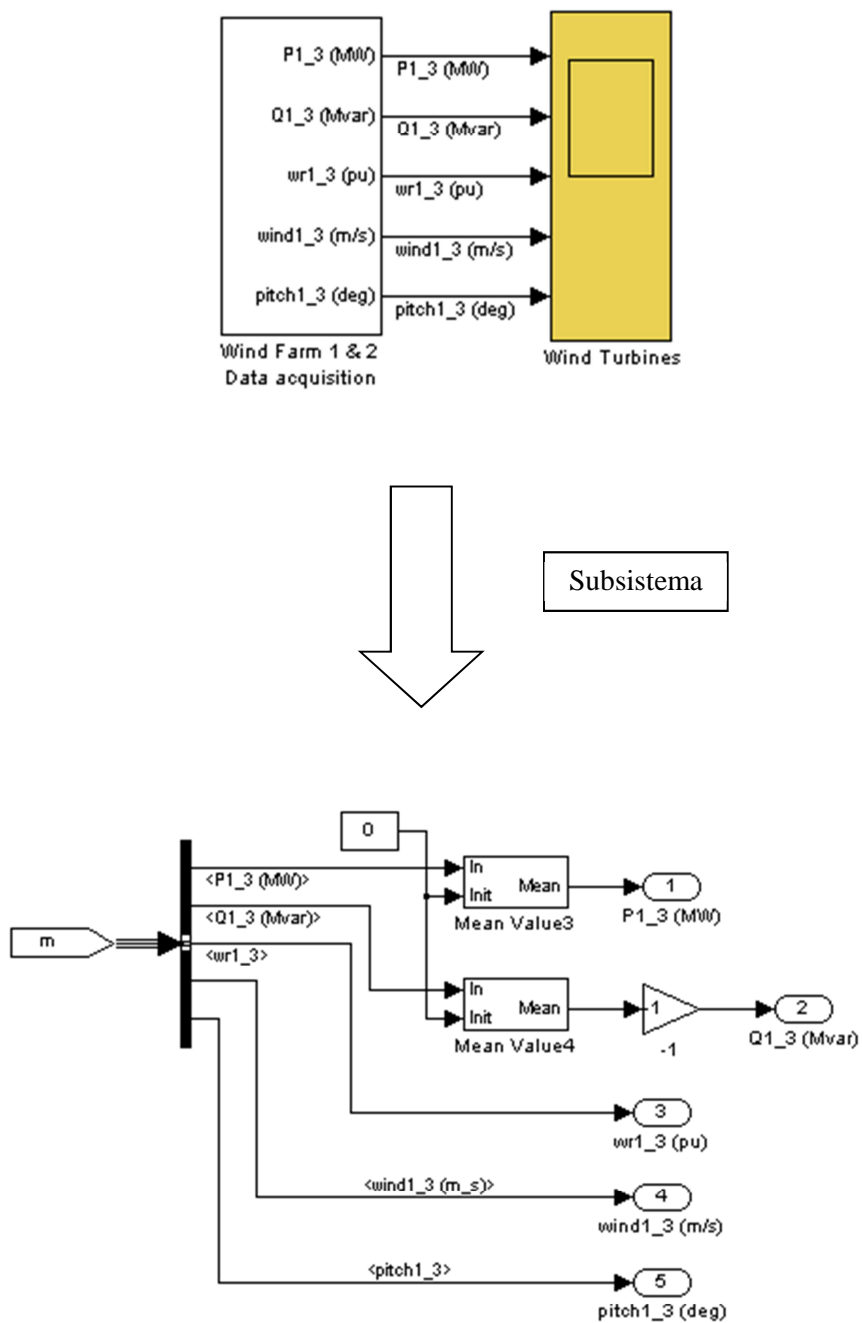 P1_3 (MW)
P1_3 (MW)
Q1_3 (Mvar)
Q1_3 (Mvar)
wr1_3 (pu)
wr1_3 (pu)
wind1_3 (m/s)
wind1_3 (m/s)
pitch1_3 (deg)
pitch1_3 (deg)
Wind Farm 1 & 2
Data acquisition
Wind Turbines
Subsistema
0
In
Init
Mean
Mean Value3
1
P1_3 (MW)
<P1_3 (MW)>
<Q1_3 (Mvar)>
m
<wr1_3>
In
Init
Mean
Mean Value4
-1
-1
2
Q1_3 (Mvar)
3
wr1_3 (pu)
<wind1_3 (m_s)>
4
wind1_3 (m/s)
<pitch1_3>
5
pitch1_3 (deg)